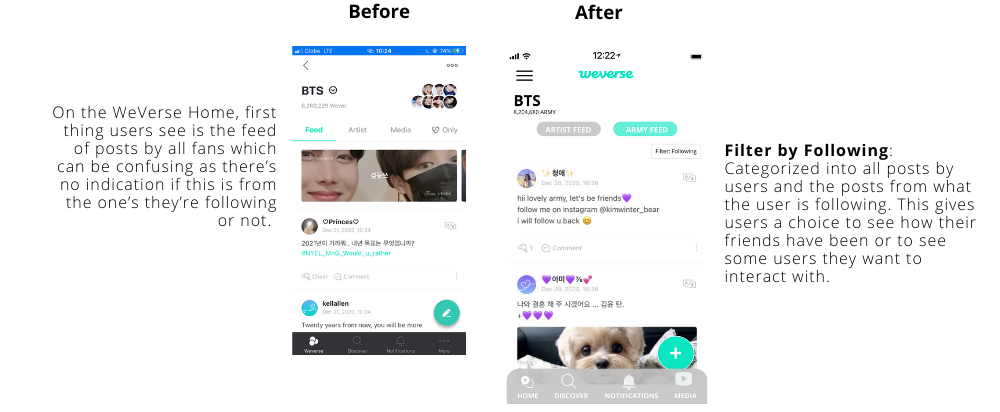 Before
After
On the WeVerse Home, first
thing users see is the feed
of posts by all fans which
can be confusing as there's
no indication if this is from
the one's they're following
or not.
Globe LTE
10:24
74%
BTS
8,263,229 Wever
Feed Artist Media Only
♡Princes♡
Dec 21, 2020, 10:24
2021년이 가까워.. 내년 목표는 무엇입니까?
#NYEL_MnG_Would_u_rather
Cheer Comment
kellallen
Dec 21, 2020, 10:24
Twenty years from now, you will be more
Weverse Discover Notifications More
12:22
weverse
BTS
8,204,680 ARMY
ARTIST FEED ARMY FEED
Filter: Following
✨청애✨
Dec 20, 2020, 16:38
hii lovely army, let's be friends💜
follow me on instagram @kimwinter_bear
i will follow u back 😊
1 Comment
💜아미💜
Dec 20, 2020, 16:38
나와 결혼 해 주 시겠어요 ... 김윤 탄.
+💜💜💜
HOME DISCOVER NOTIFICATIONS MEDIA
Filter by Following:
Categorized into all posts by
users and the posts from what
the user is following. This gives
users a choice to see how their
friends have been or to see
some users they want to
interact with.